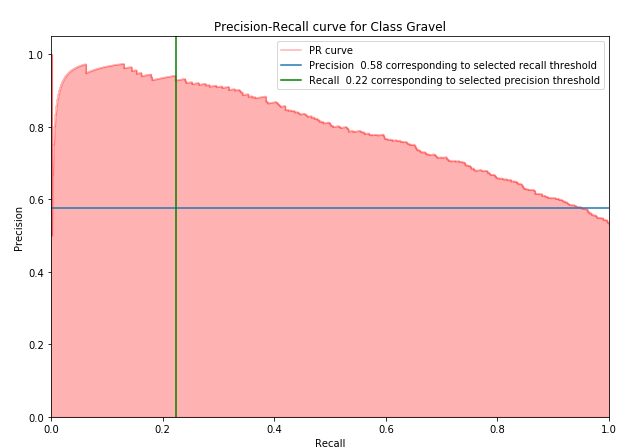 Precision-Recall curve for Class Gravel
PR curve
Precision  0.58 corresponding to selected recall threshold
Recall  0.22 corresponding to selected precision threshold
1.0
0.8
0.6
0.4
0.2
0.0
Precision
0.0 0.2 0.4 0.6 0.8 1.0
Recall